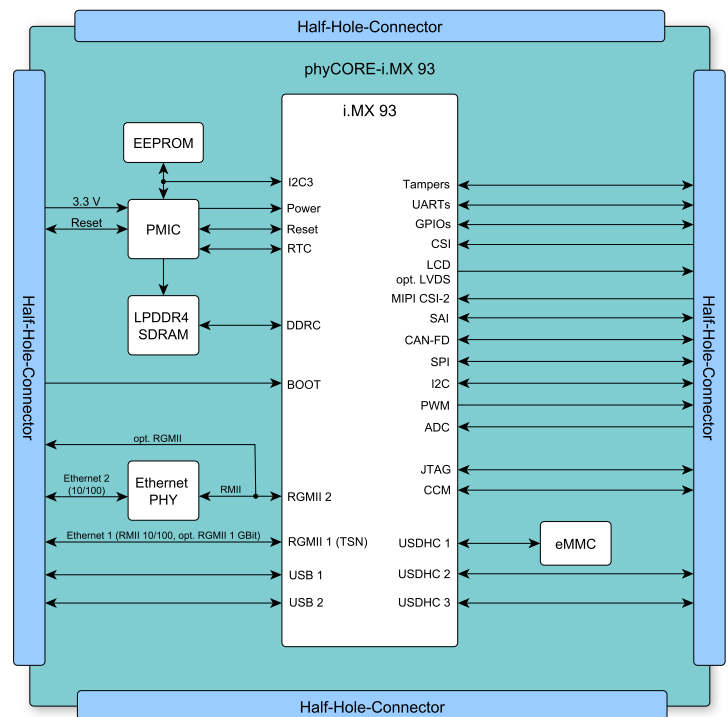 Half-Hole-Connector
phyCORE-i.MX 93
i.MX 93
EEPROM
I2C3
3.3 V
Power
Reset
PMIC
Reset
RTC
LPDDR4
SDRAM
DDRC
BOOT
opt. RGMII
Ethernet 2
(10/100)
Ethernet
PHY
RMII
RGMII 2
Ethernet 1 (RMII 10/100, opt. RGMII 1 GBit)
RGMII 1 (TSN)
USB 1
USB 2
Tampers
UARTs
GPIOs
CSI
LCD
opt. LVDS
MIPI CSI-2
SAI
CAN-FD
SPI
I2C
PWM
ADC
JTAG
CCM
USDHC 1
eMMC
USDHC 2
USDHC 3
Half-Hole-Connector
Half-Hole-Connector
Half-Hole-Connector